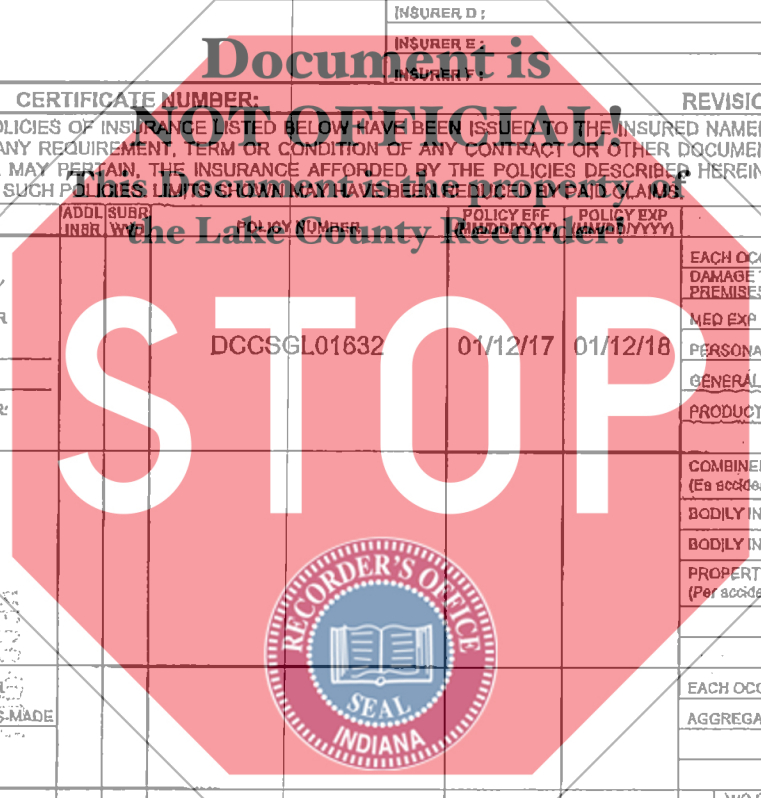 INSURER D :
INSURER E :
INSURER F :
Document is
CERTIFICATE NUMBER:
REVISIO
NOT OFFICIAL!
OLICIES OF INSURANCE LISTED BELOW HAVE BEEN ISSUED TO THE INSURED NAME
ANY REQUIREMENT, TERM OR CONDITION OF ANY CONTRACT OR OTHER DOCUMEN
MAY PERTAIN, THE INSURANCE AFFORDED BY THE POLICIES DESCRIBED HEREIN
SUCH POLICIES. LIMITS SHOWN MAY HAVE BEEN REDUCED BY PAID CLAIMS.
This Document is the property of
the Lake County Recorder!
ADDL SUBR
INSR WVD
POLICY NUMBER
POLICY EFF
(MM/DD/YYYY)
POLICY EXP
(MM/DD/YYYY)
EACH OCC
DAMAGE T
PREMISES
MED EXP
DCCSGL01632 01/12/17 01/12/18
PERSONA
GENERAL
PRODUCT
STOP
COMBINE
(Ea accide
BODILY IN
BODILY IN
PROPERT
(Per accide
RECORDER'S OFFICE
SEAL
INDIANA
S-MADE
EACH OCC
AGGREGA